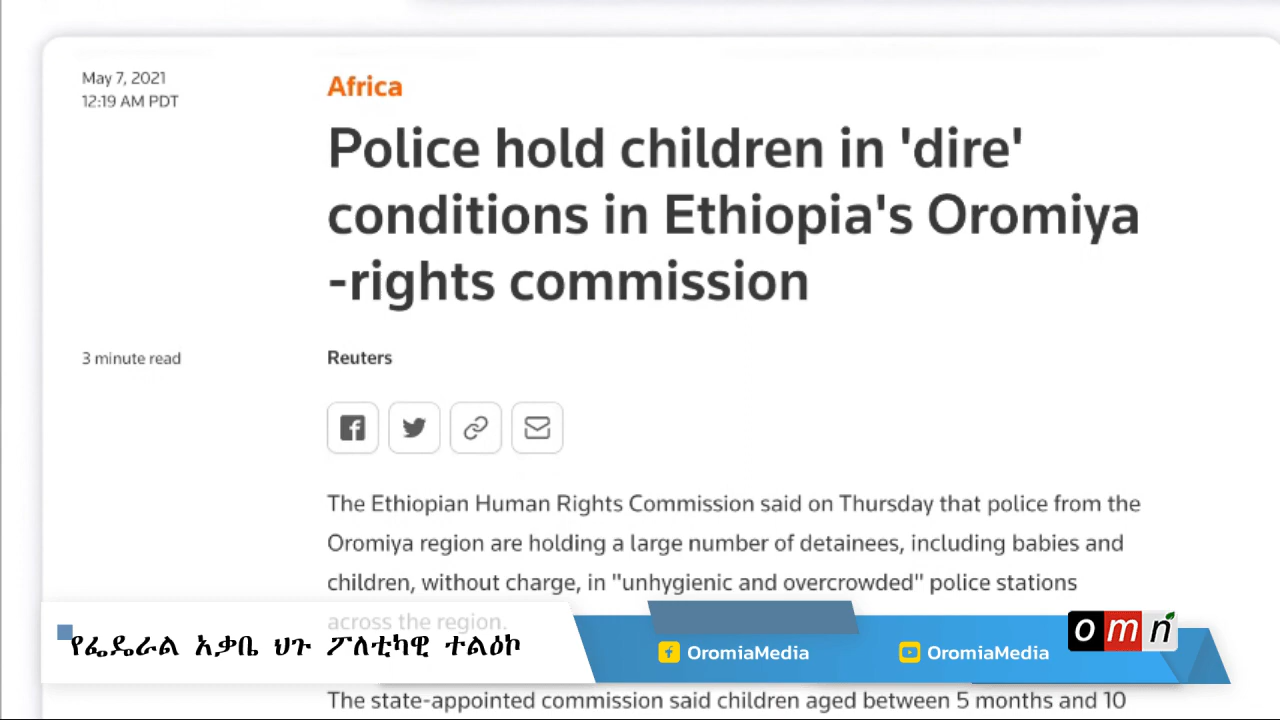 May 7, 2021
12:19 AM PDT
Africa
Police hold children in 'dire'
conditions in Ethiopia's Oromiya
-rights commission
3 minute read
Reuters
The Ethiopian Human Rights Commission said on Thursday that police from the
Oromiya region are holding a large number of detainees, including babies and
children, without charge, in "unhygienic and overcrowded" police stations
across the region.
የፌዴራል አቃቤ ህጉ ፖለቲካዊ ተልዕኮ
OromiaMedia
OromiaMedia
omn
The state-appointed commission said children aged between 5 months and 10